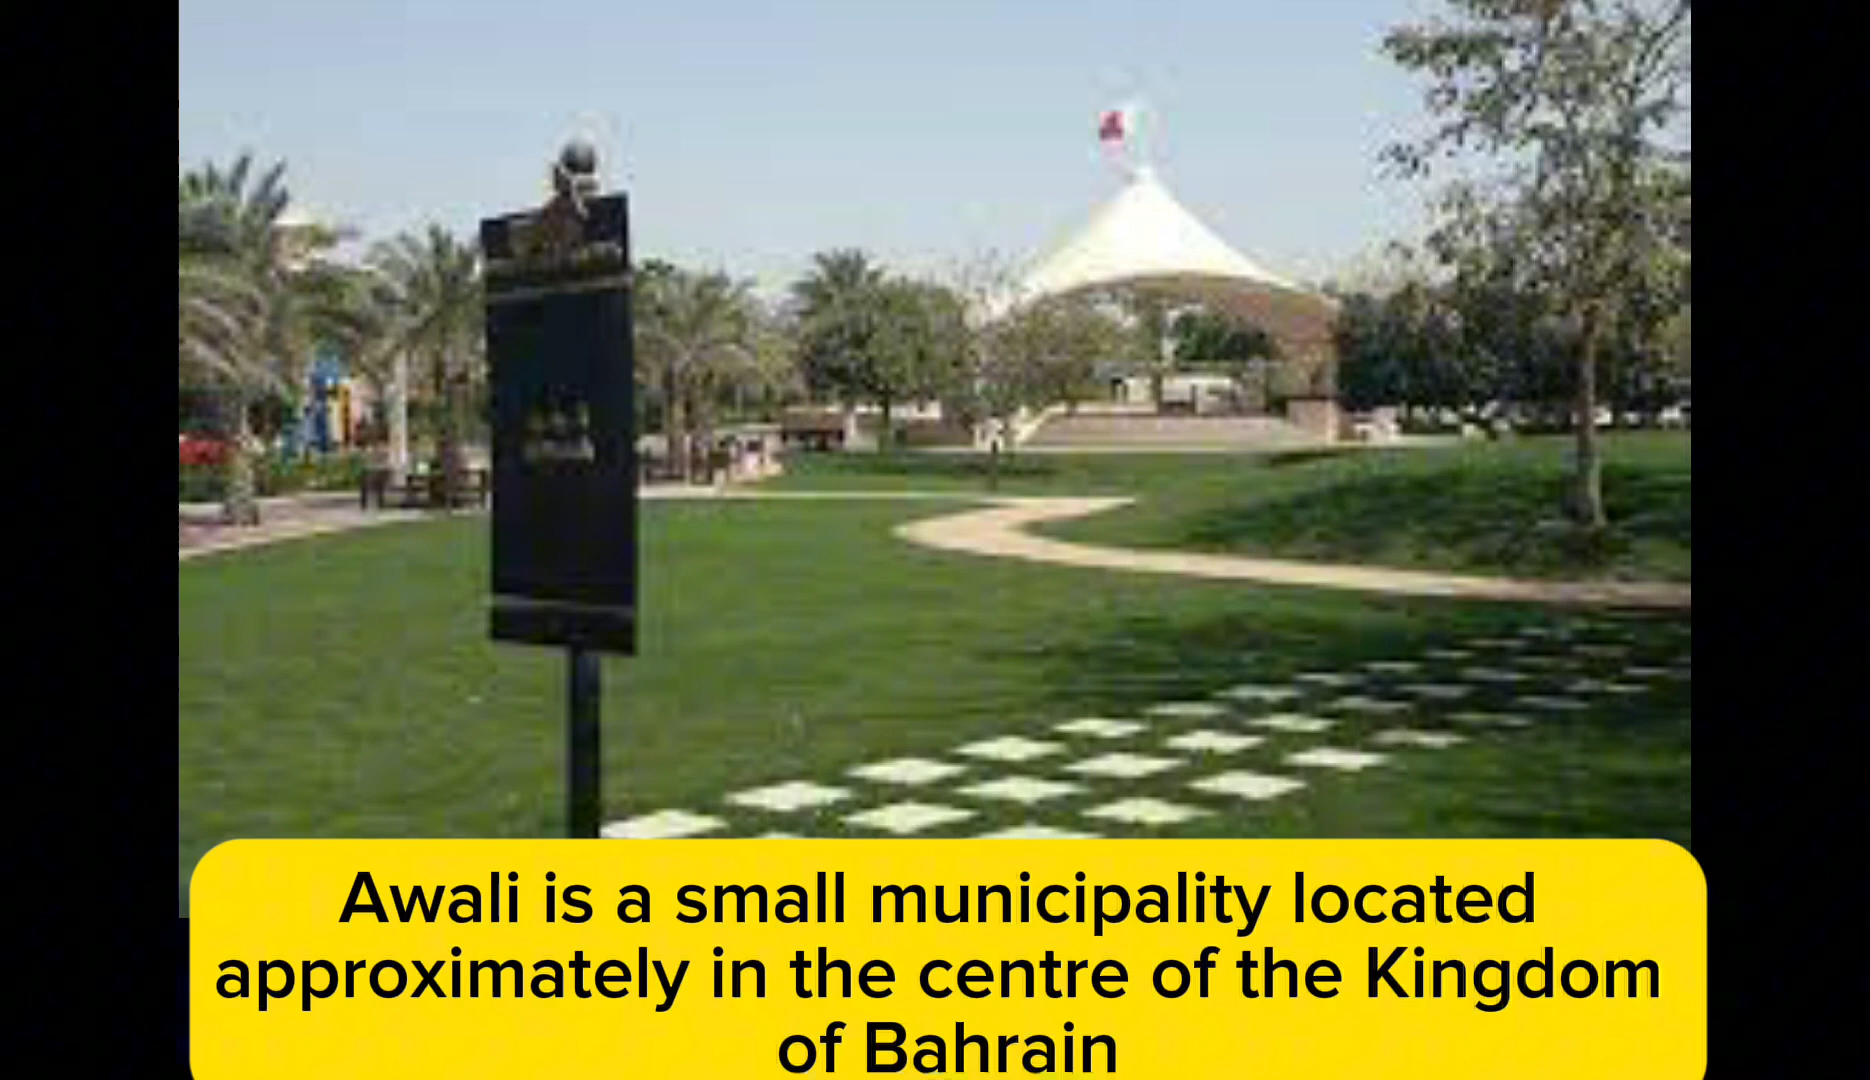 Awali is a small municipality located
approximately in the centre of the Kingdom
of Bahrain